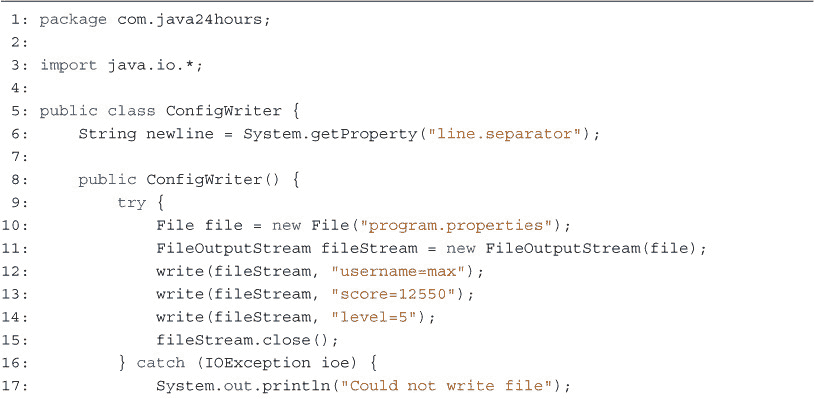 1: package com.java24hours;
2:
3: import java.io.*;
4:
5: public class ConfigWriter {
6:     String newline = System.getProperty("line.separator");
7:
8:     public ConfigWriter() {
9:         try {
10:             File file = new File("program.properties");
11:             FileOutputStream fileStream = new FileOutputStream(file);
12:             write(fileStream, "username=max");
13:             write(fileStream, "score=12550");
14:             write(fileStream, "level=5");
15:             fileStream.close();
16:         } catch (IOException ioe) {
17:             System.out.println("Could not write file");